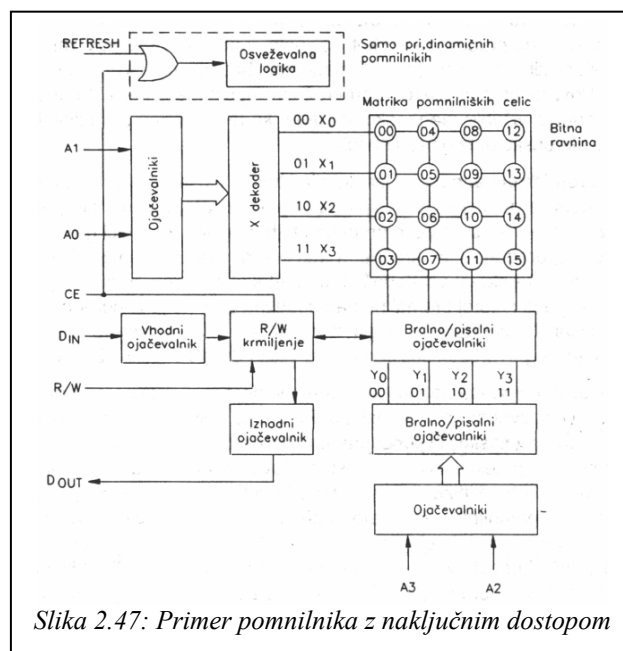 REFRESH
Osveževalna
logika
Samo pri dinamičnih
pomnilnikih
Matrika pomnilniških celic
Bitna
ravnina
A1
A0
Ojačevalniki
X dekoder
00 X0
01 X1
10 X2
11 X3
00 04 08 12
01 05 09 13
02 06 10 14
03 07 11 15
CE
DIN
Vhodni
ojačevalnik
R/W
krmiljenje
Bralno/pisalni
ojačevalniki
R/W
Y0 Y1 Y2 Y3
00 01 10 11
Izhodni
ojačevalnik
Bralno/pisalni
ojačevalniki
DOUT
Ojačevalniki
A3 A2
Slika 2.47: Primer pomnilnika z naključnim dostopom